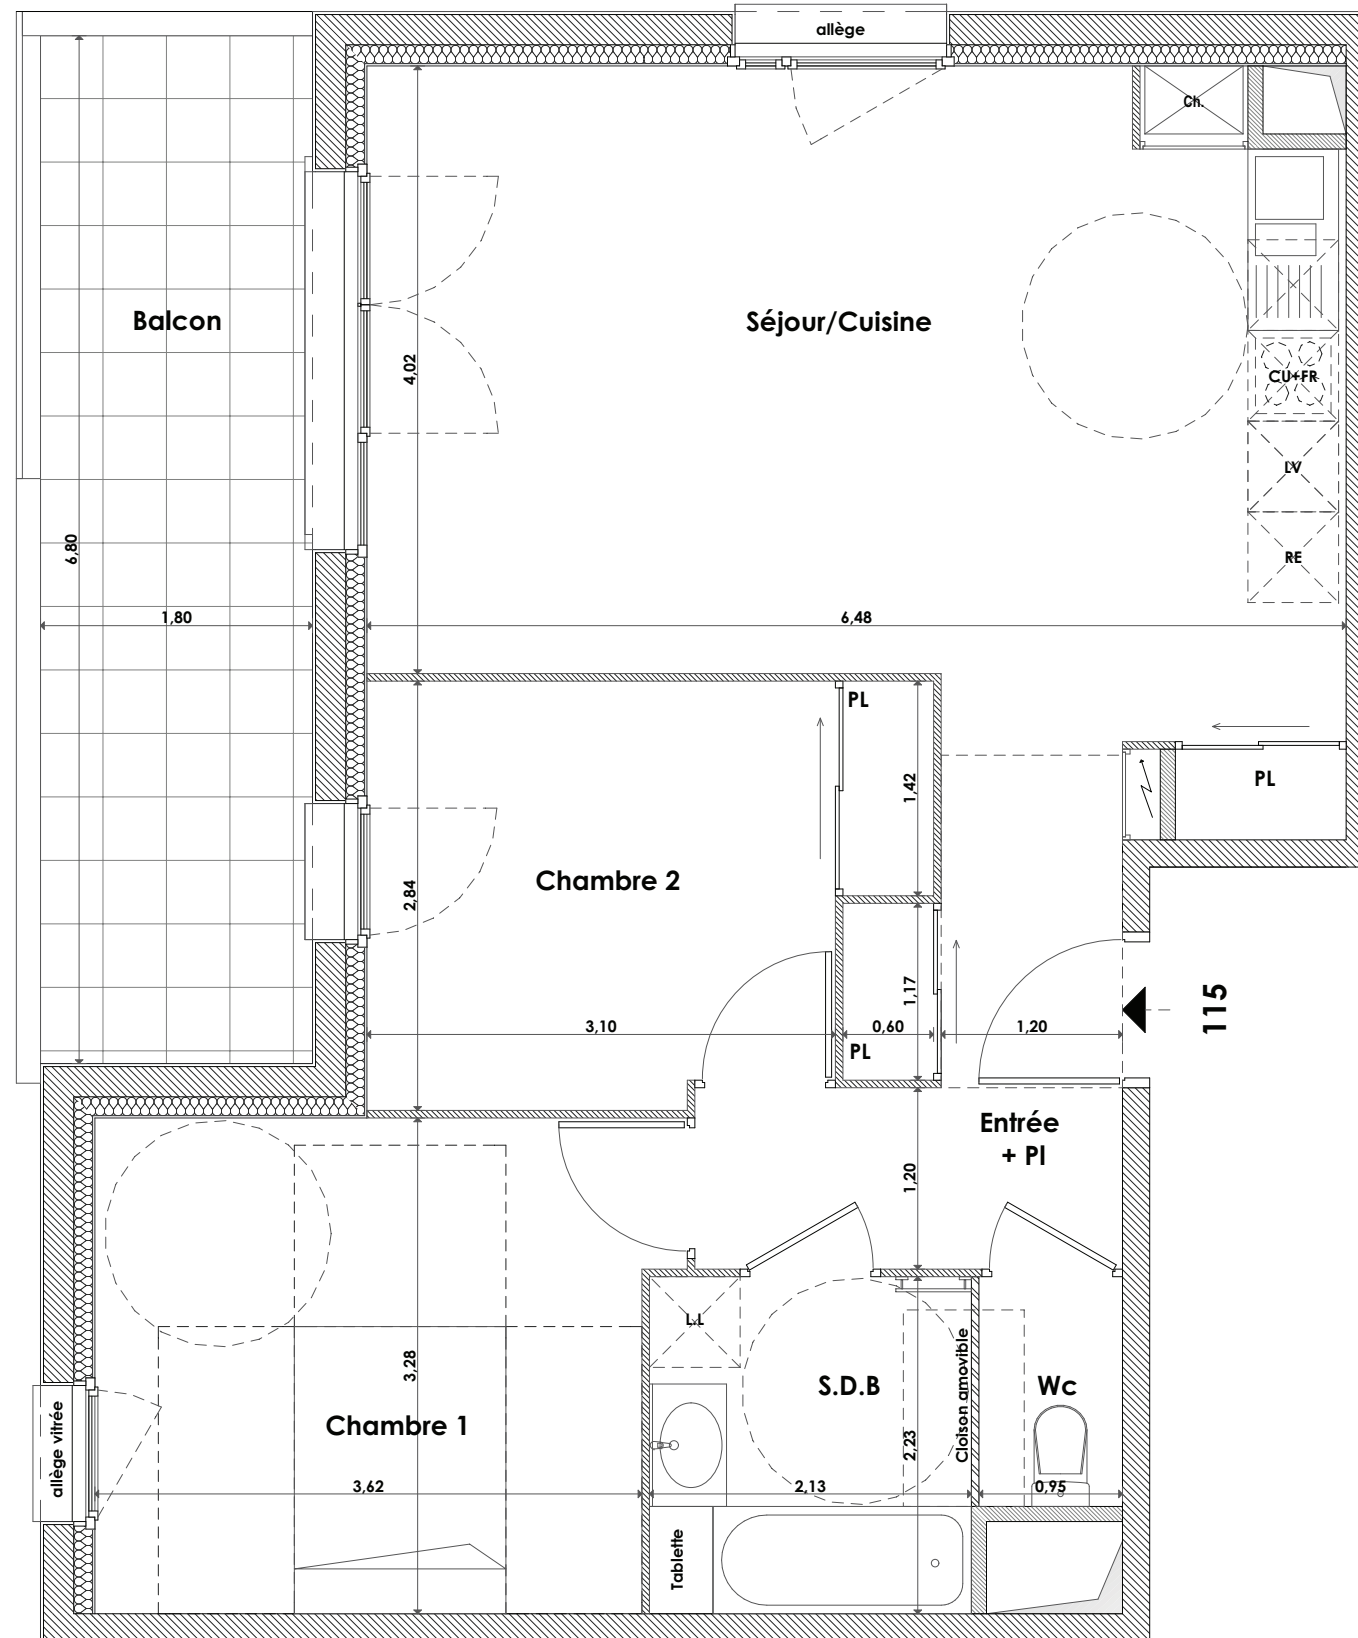 allège
Ch.
Balcon
Séjour/Cuisine
4,02
CU+FR
LV
RE
6,80
1,80
6,48
PL
1,42
PL
Chambre 2
2,84
1,17
3,10
0,60
1,20
PL
115
Entrée
+ Pl
1,20
L.L
3,28
S.D.B
Cloison amovible
Wc
Chambre 1
allège vitrée
2,23
3,62
2,13
0,95
Tablette